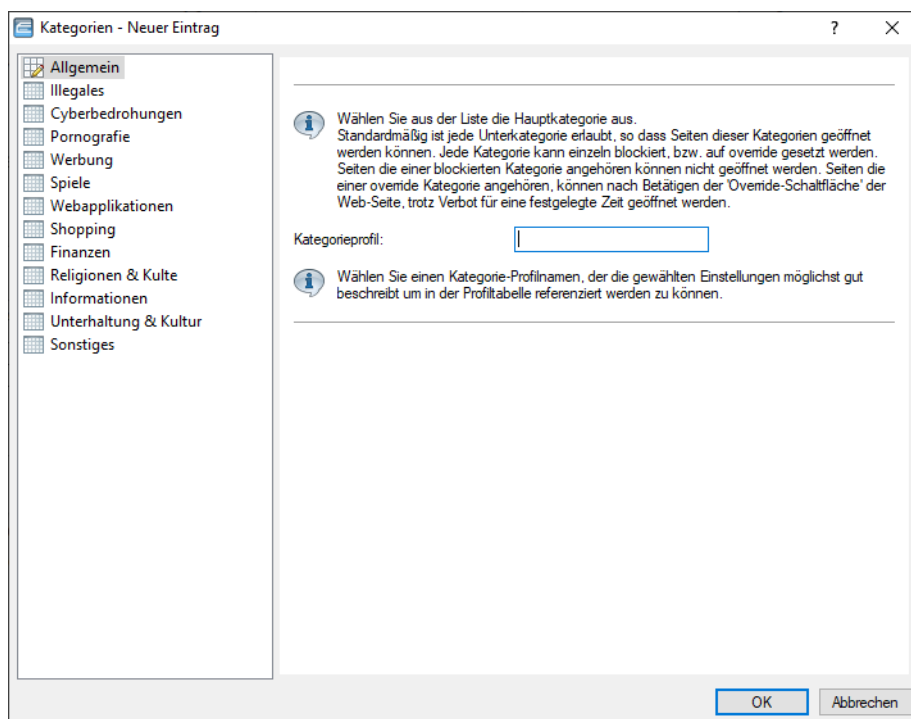 Kategorien - Neuer Eintrag
Allgemein
Illegales
Cyberbedrohungen
Pornografie
Werbung
Spiele
Webapplikationen
Shopping
Finanzen
Religionen & Kulte
Informationen
Unterhaltung & Kultur
Sonstiges
Wählen Sie aus der Liste die Hauptkategorie aus.
Standardmäßig ist jede Unterkategorie erlaubt, so dass Seiten dieser Kategorien geöffnet
werden können. Jede Kategorie kann einzeln blockiert, bzw. auf override gesetzt werden.
Seiten die einer blockierten Kategorie angehören können nicht geöffnet werden. Seiten die
einer override Kategorie angehören, können nach Betätigen der 'Override-Schaltfläche' der
Web-Seite, trotz Verbot für eine festgelegte Zeit geöffnet werden.
Kategorieprofil:
Wählen Sie einen Kategorie-Profilnamen, der die gewählten Einstellungen möglichst gut
beschreibt um in der Profiltabelle referenziert werden zu können.
OK
Abbrechen